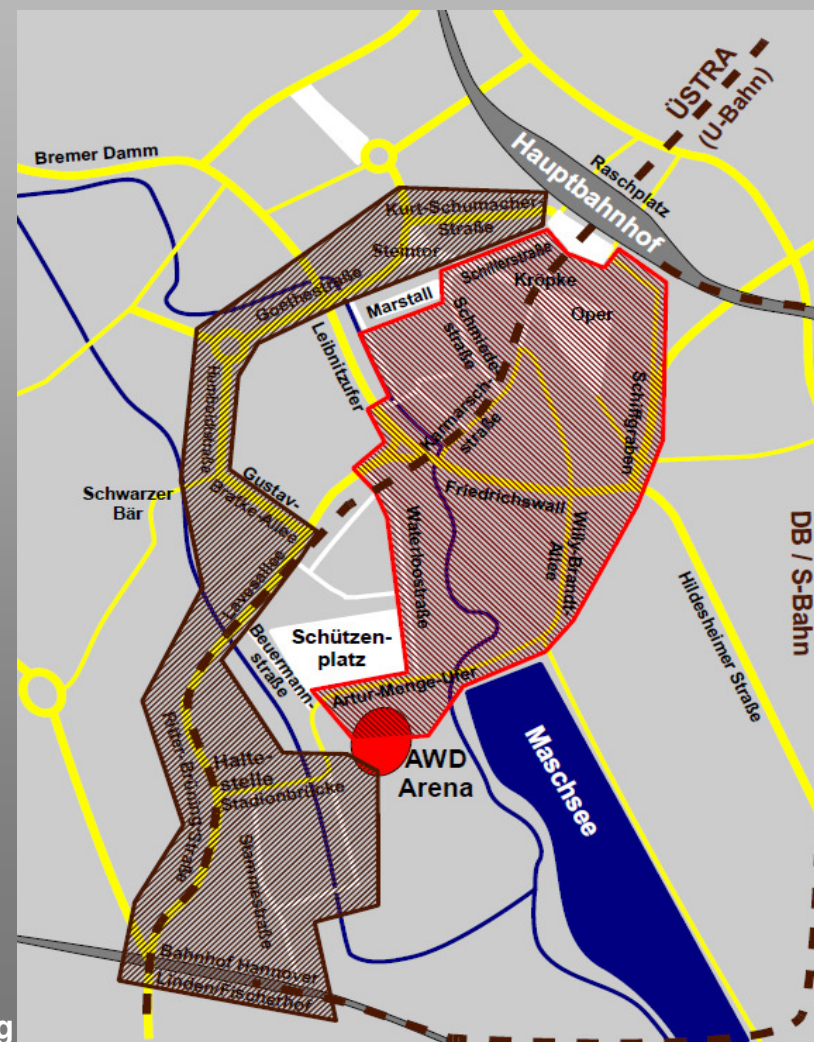 ÜSTRA
(U-Bahn)
Bremer Damm
Raschplatz
Hauptbahnhof
Kurt-Schumacher
Straße
Steintor
Schillerstraße
Kröpke
Goethestraße
Marstall
Oper
Schmiede-
straße
Leibnitzufer
Humboldtstraße
Karmarsch-
straße
Schiffgraben
Gustav-
Bratke-Allee
Schwarzer
Bär
Friedrichswall
Waterloostraße
Willy-Brandt-
Allee
DB / S-Bahn
Lavesallee
Hildesheimer Straße
Beuermann-
straße
Schützen-
platz
Artur-Menge-Ufer
Ritter-Brüning-Straße
Halte-
stelle
Stadionbrücke
AWD
Arena
Maschsee
Stammestraße
Bahnhof Hannover
Linden/Fischerhof
g